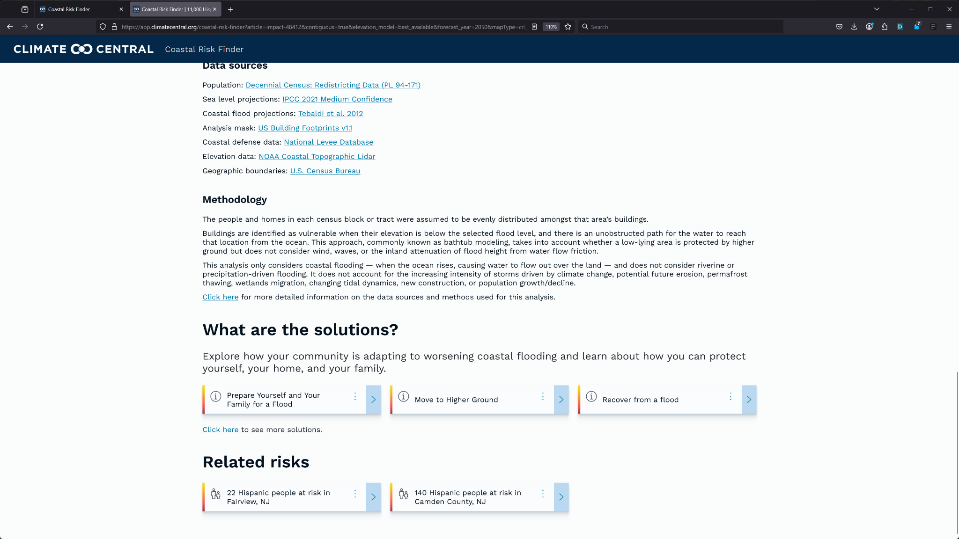 Coastal Risk Finder
Coastal Risk Finder | 11,000 His
https://app.climatecentral.org/coastal-risk-finder?article=impact-40412&contiguous=true&elevation_model=best_available&forecast_year=2050&mapType=
110%
Search
CLIMATE CENTRAL
Coastal Risk Finder
Data sources
Population: Decennial Census: Redistricting Data (PL 94-171)
Sea level projections: IPCC 2021 Medium Confidence
Coastal flood projections: Tebaldi et al. 2012
Analysis mask: US Building Footprints v1.1
Coastal defense data: National Levee Database
Elevation data: NOAA Coastal Topographic Lidar
Geographic boundaries: U.S. Census Bureau
Methodology
The people and homes in each census block or tract were assumed to be evenly distributed amongst that area's buildings.
Buildings are identified as vulnerable when their elevation is below the selected flood level, and there is an unobstructed path for the water to reach
that location from the ocean. This approach, commonly known as bathtub modeling, takes into account whether a low-lying area is protected by higher
ground but does not consider wind, waves, or the inland attenuation of flood height from water flow friction.
This analysis only considers coastal flooding — when the ocean rises, causing water to flow out over the land — and does not consider riverine or
precipitation-driven flooding. It does not account for the increasing intensity of storms driven by climate change, potential future erosion, permafrost
thawing, wetlands migration, changing tidal dynamics, new construction, or population growth/decline.
Click here for more detailed information on the data sources and methods used for this analysis.
What are the solutions?
Explore how your community is adapting to worsening coastal flooding and learn about how you can protect
yourself, your home, and your family.
Prepare Yourself and Your
Family for a Flood
Move to Higher Ground
Recover from a flood
Click here to see more solutions.
Related risks
22 Hispanic people at risk in
Fairview, NJ
140 Hispanic people at risk in
Camden County, NJ